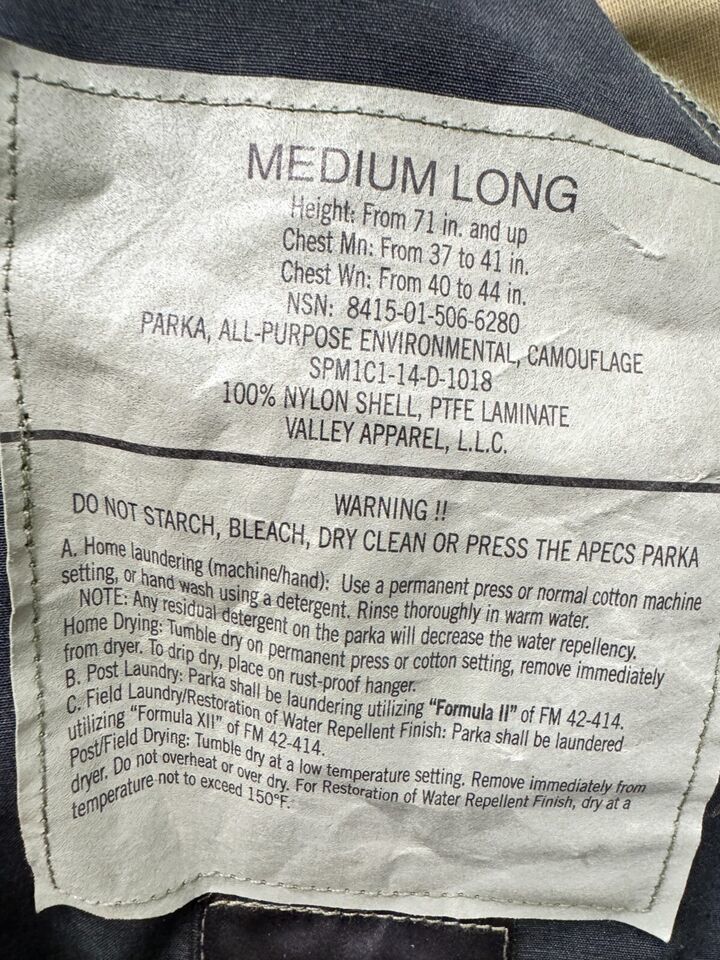 MEDIUM LONG
Height: From 71 in. and up
Chest Mn: From 37 to 41 in.
Chest Wn: From 40 to 44 in.
NSN: 8415-01-506-6280
PARKA, ALL-PURPOSE ENVIRONMENTAL, CAMOUFLAGE
SPM1C1-14-D-1018
100% NYLON SHELL, PTFE LAMINATE
VALLEY APPAREL, L.L.C.
WARNING !!
DO NOT STARCH, BLEACH, DRY CLEAN OR PRESS THE APECS PARKA
A. Home laundering (machine/hand): Use a permanent press or normal cotton machine
setting, or hand wash using a detergent. Rinse thoroughly in warm water.
NOTE: Any residual detergent on the parka will decrease the water repellency.
Home Drying: Tumble dry on permanent press or cotton setting, remove immediately
from dryer. To drip dry, place on rust-proof hanger.
B. Post Laundry: Parka shall be laundering utilizing "Formula II" of FM 42-414.
C. Field Laundry/Restoration of Water Repellent Finish: Parka shall be laundered
utilizing "Formula XII" of FM 42-414.
Post/Field Drying: Tumble dry at a low temperature setting. Remove immediately from
dryer. Do not overheat or over dry. For Restoration of Water Repellent Finish, dry at a
temperature not to exceed 150°F.